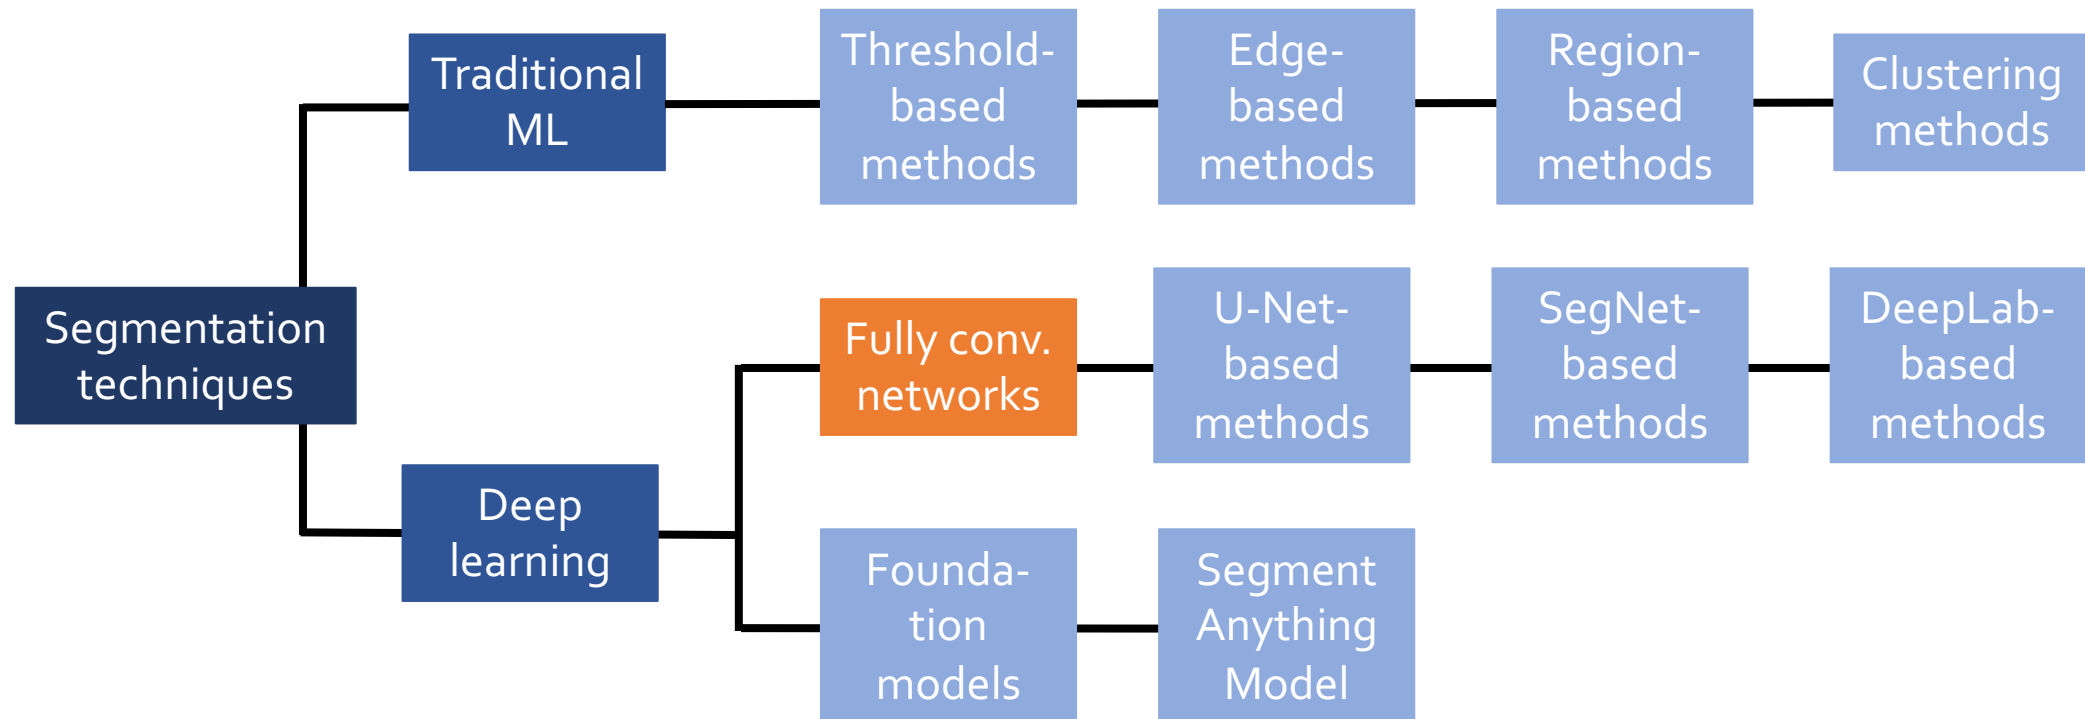 Traditional
ML
Threshold-
based
methods
Edge-
based
methods
Region-
based
methods
Clustering
methods
Segmentation
techniques
Fully conv.
networks
U-Net-
based
methods
SegNet-
based
methods
DeepLab-
based
methods
Deep
learning
Founda-
tion
models
Segment
Anything
Model